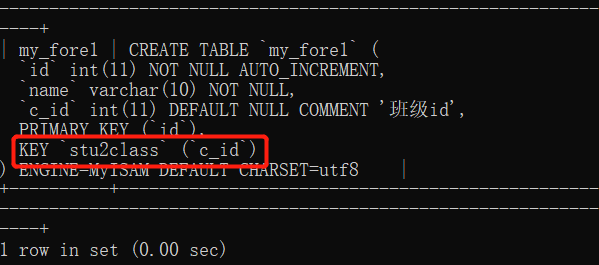 | my_fore1 | CREATE TABLE `my_fore1` (
`id` int(11) NOT NULL AUTO_INCREMENT,
`name` varchar(10) NOT NULL,
`c_id` int(11) DEFAULT NULL COMMENT '班级id',
PRIMARY KEY (`id`),
KEY `stu2class` (`c_id`)
) ENGINE=MyISAM DEFAULT CHARSET=utf8 |
1 row in set (0.00 sec)